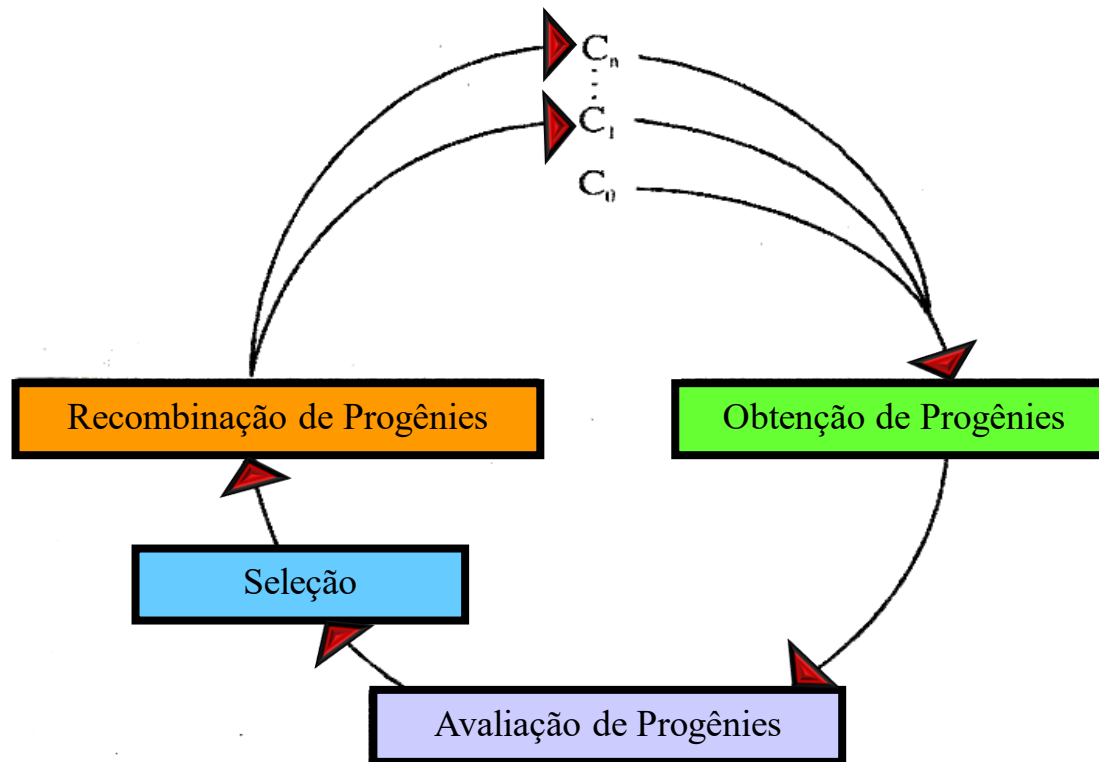 Cₙ
C₁
C₀
Recombinação de Progênies
Obtenção de Progênies
Seleção
Avaliação de Progênies